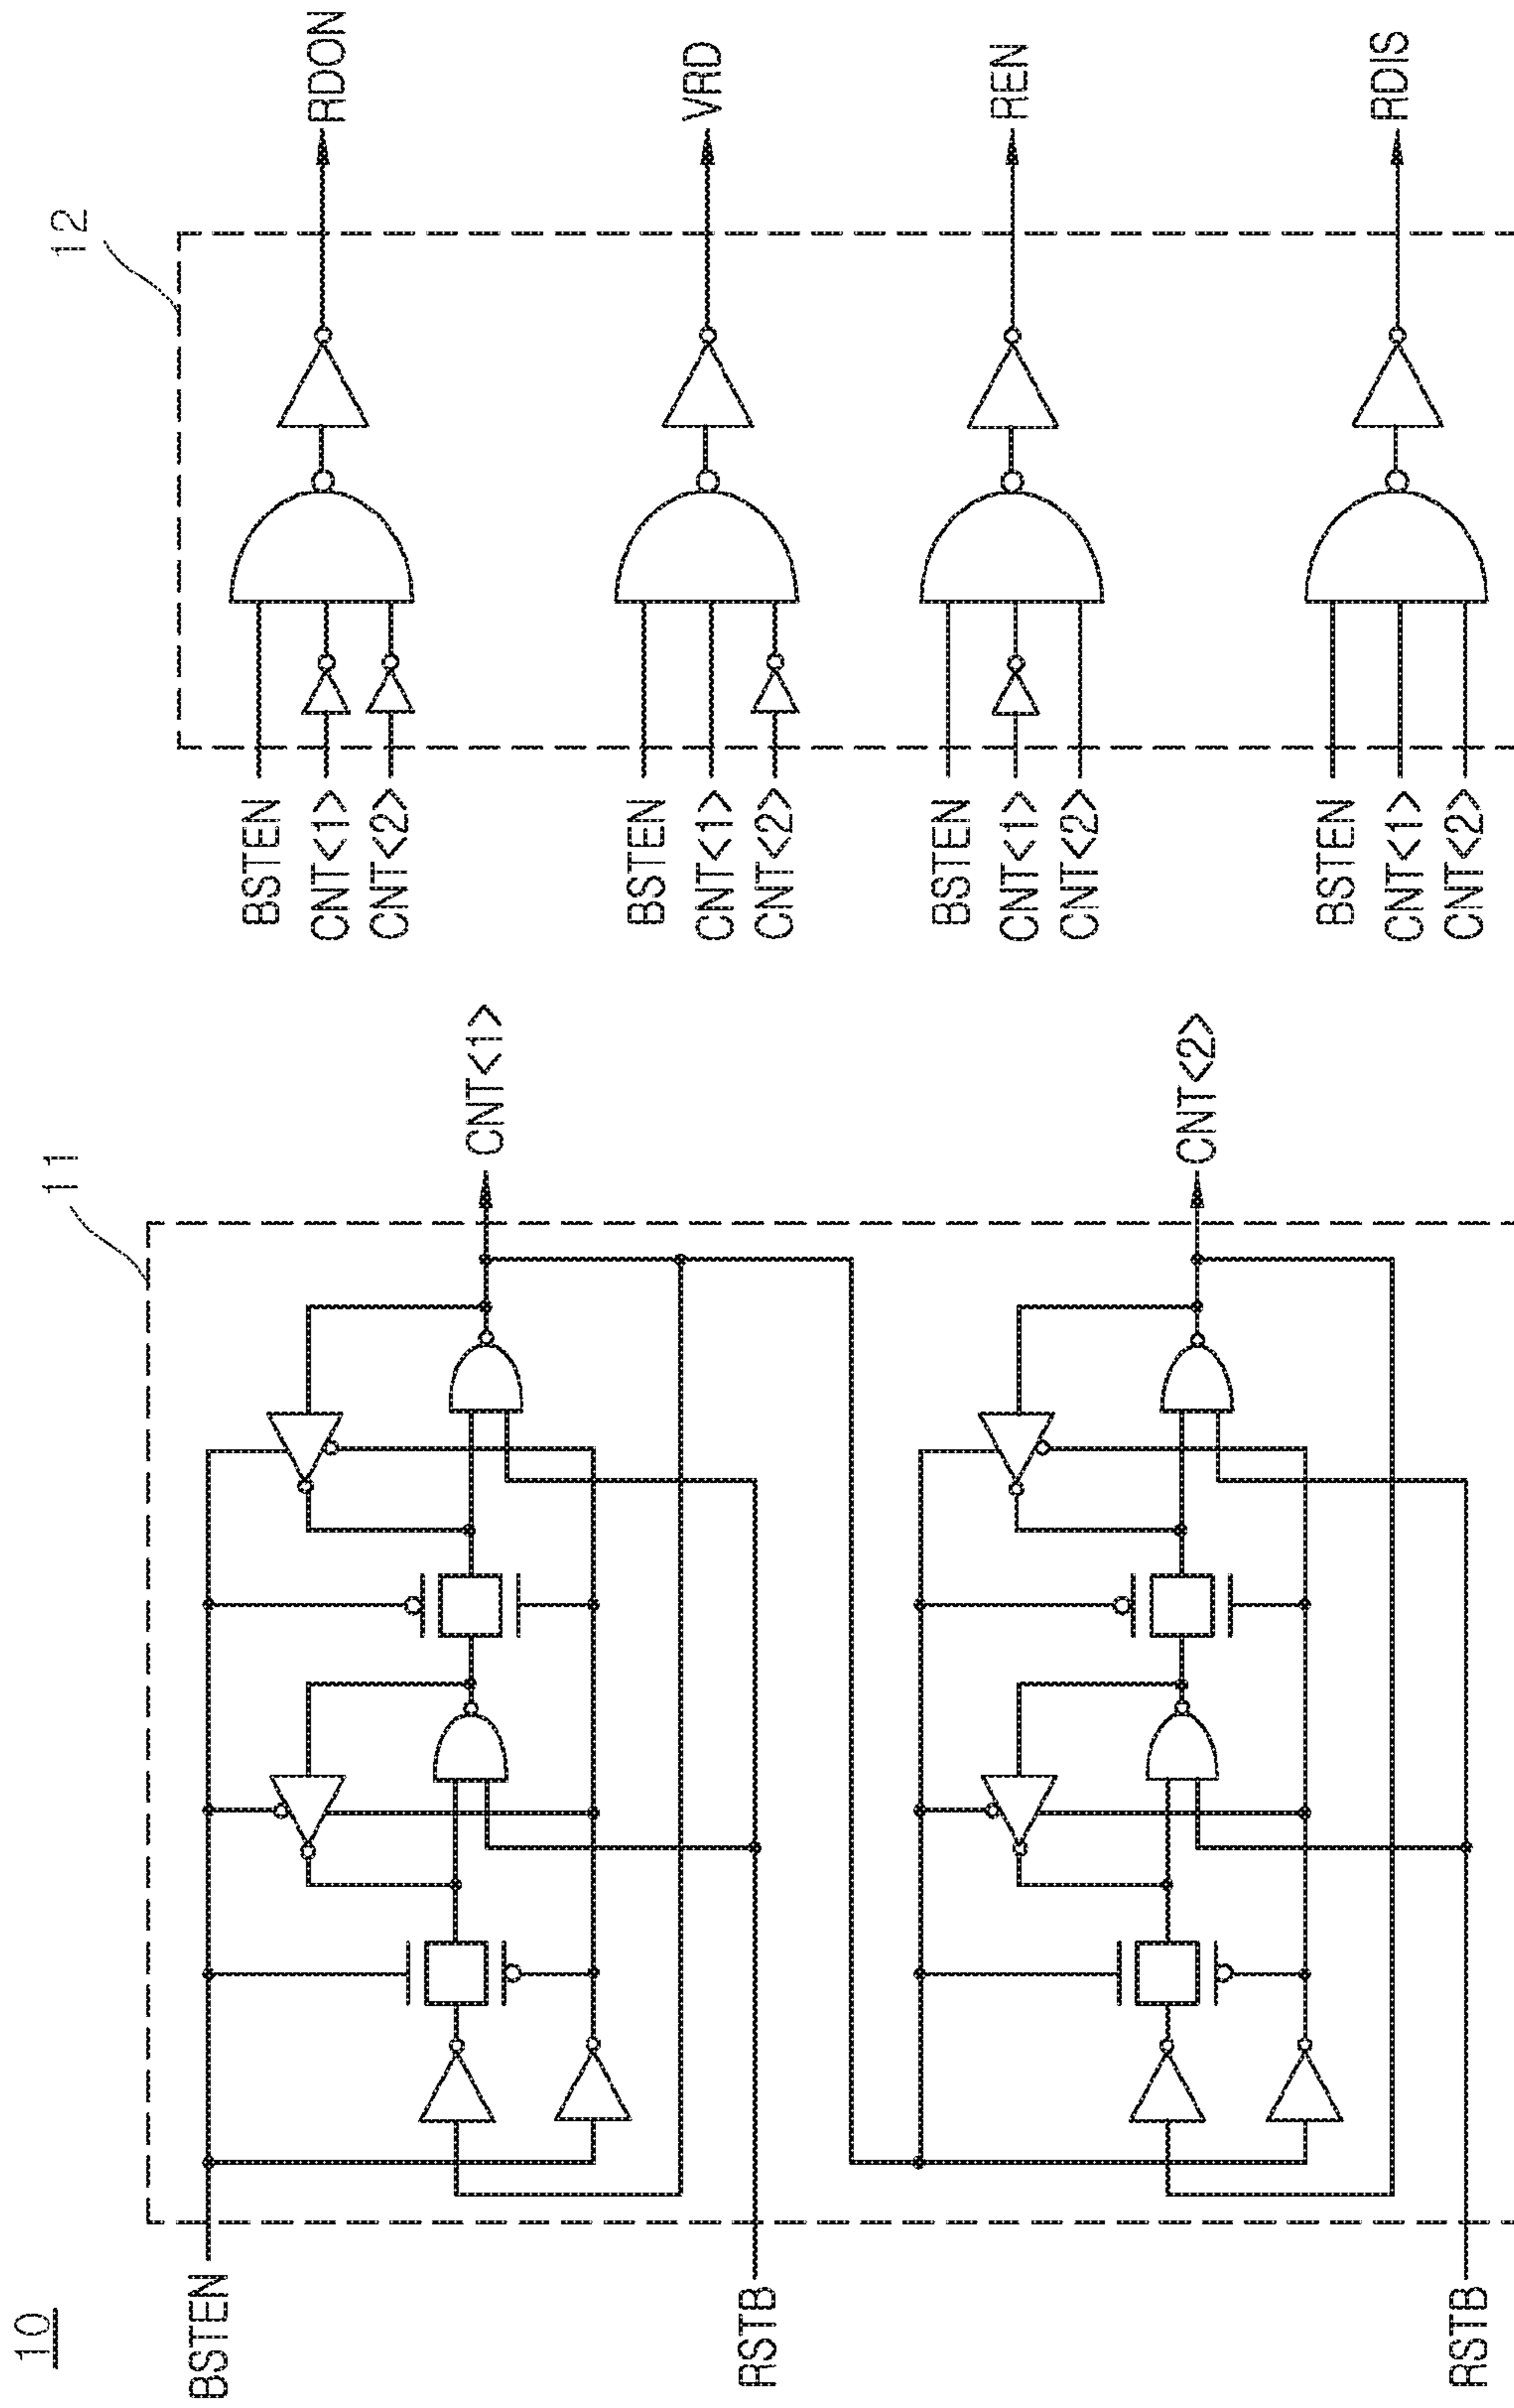 10
11
BSTEN
RSTB
RSTB
CNT<1>
CNT<2>
12
BSTEN
CNT<1>
CNT<2>
RDON
BSTEN
CNT<1>
CNT<2>
VRD
BSTEN
CNT<1>
CNT<2>
REN
BSTEN
CNT<1>
CNT<2>
RDIS